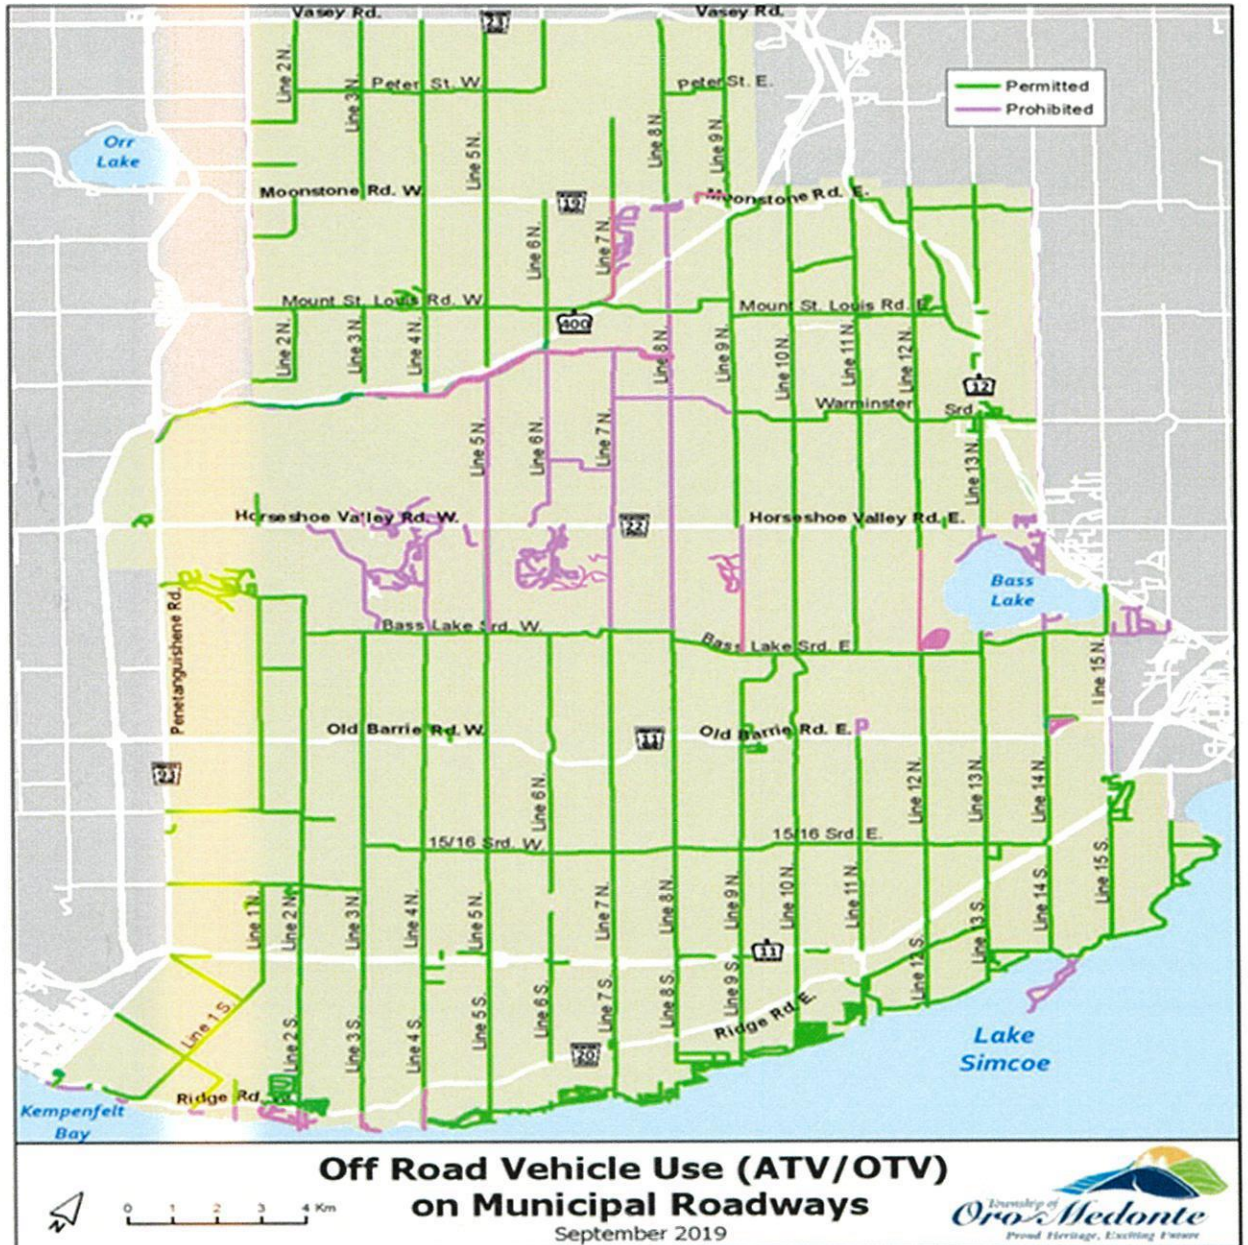 Vasey Rd.
23
Vasey Rd.
Line 2 N.
Line 3 N.
Peter St. W.
Peter St. E.
Permitted
Prohibited
Orr
Lake
Line 5 N.
Line 8 N.
Line 9 N.
Moonstone Rd. W.
19
Moonstone Rd. E.
Line 6 N.
Line 7 N.
Mount St. Louis Rd. W.
Mount St. Louis Rd. E.
400
Line 2 N.
Line 3 N.
Line 4 N.
Line 8 N.
Line 9 N.
Line 10 N.
Line 11 N.
Line 12 N.
12
Warminster Srd.
Line 5 N.
Line 6 N.
Line 7 N.
Line 13 N.
Horseshoe Valley Rd. W.
22
Horseshoe Valley Rd. E.
Bass
Lake
Penetanguishene Rd.
Bass Lake Srd. W.
Bass Lake Srd. E.
Line 15 N.
Old Barrie Rd. W.
11
Old Barrie Rd. E.
93
Line 6 N.
Line 12 N.
Line 13 N.
Line 14 N.
15/16 Srd. W.
15/16 Srd. E.
Line 15 S.
Line 1 N.
Line 2 N.
Line 3 N.
Line 4 N.
Line 5 N.
Line 7 N.
Line 8 N.
Line 9 N.
Line 10 N.
Line 11 N.
Line 14 S.
Line 13 S.
11
Line 12 S.
Line 1 S.
Line 2 S.
Line 3 S.
Line 4 S.
Line 5 S.
Line 6 S.
Line 7 S.
Line 8 S.
Line 9 S.
Ridge Rd. E.
20
Lake
Simcoe
Ridge Rd. W.
Kempenfelt
Bay
Off Road Vehicle Use (ATV/OTV)
on Municipal Roadways
September 2019
N
0 1 2 3 4 Km
Township of
Oro-Medonte
Proud Heritage, Exciting Future